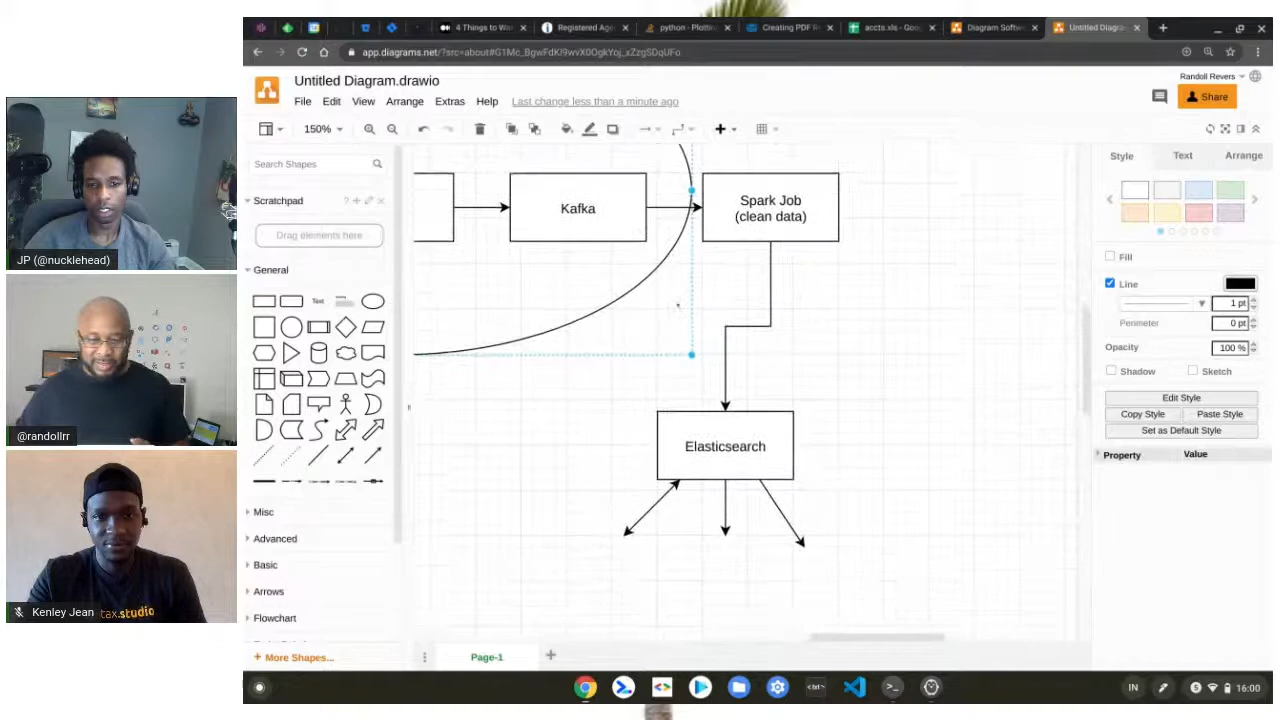 4 Things to Wa
Registered Age
python - Plottin
Creating PDF R
accts.xls - Goo
Diagram Softw
Untitled Diagra
app.diagrams.net/?src=about#G1Mc_BgwFdKl9wvX0OgkYoj_xZzgSDqUFo
Untitled Diagram.drawio
File Edit View Arrange Extras Help Last change less than a minute ago
Randoll Revers
Share
150%
Search Shapes
Scratchpad
Drag elements here
General
Text
Misc
Advanced
Basic
Arrows
Flowchart
+ More Shapes...
Kafka
Spark Job
(clean data)
Elasticsearch
Page-1
Style Text Arrange
Fill
Line
1 pt
Perimeter
0 pt
Opacity
100 %
Shadow Sketch
Edit Style
Copy Style Paste Style
Set as Default Style
Property Value
JP (@nucklehead)
@randollrr
Kenley Jean
tax.studio
IN
16:00